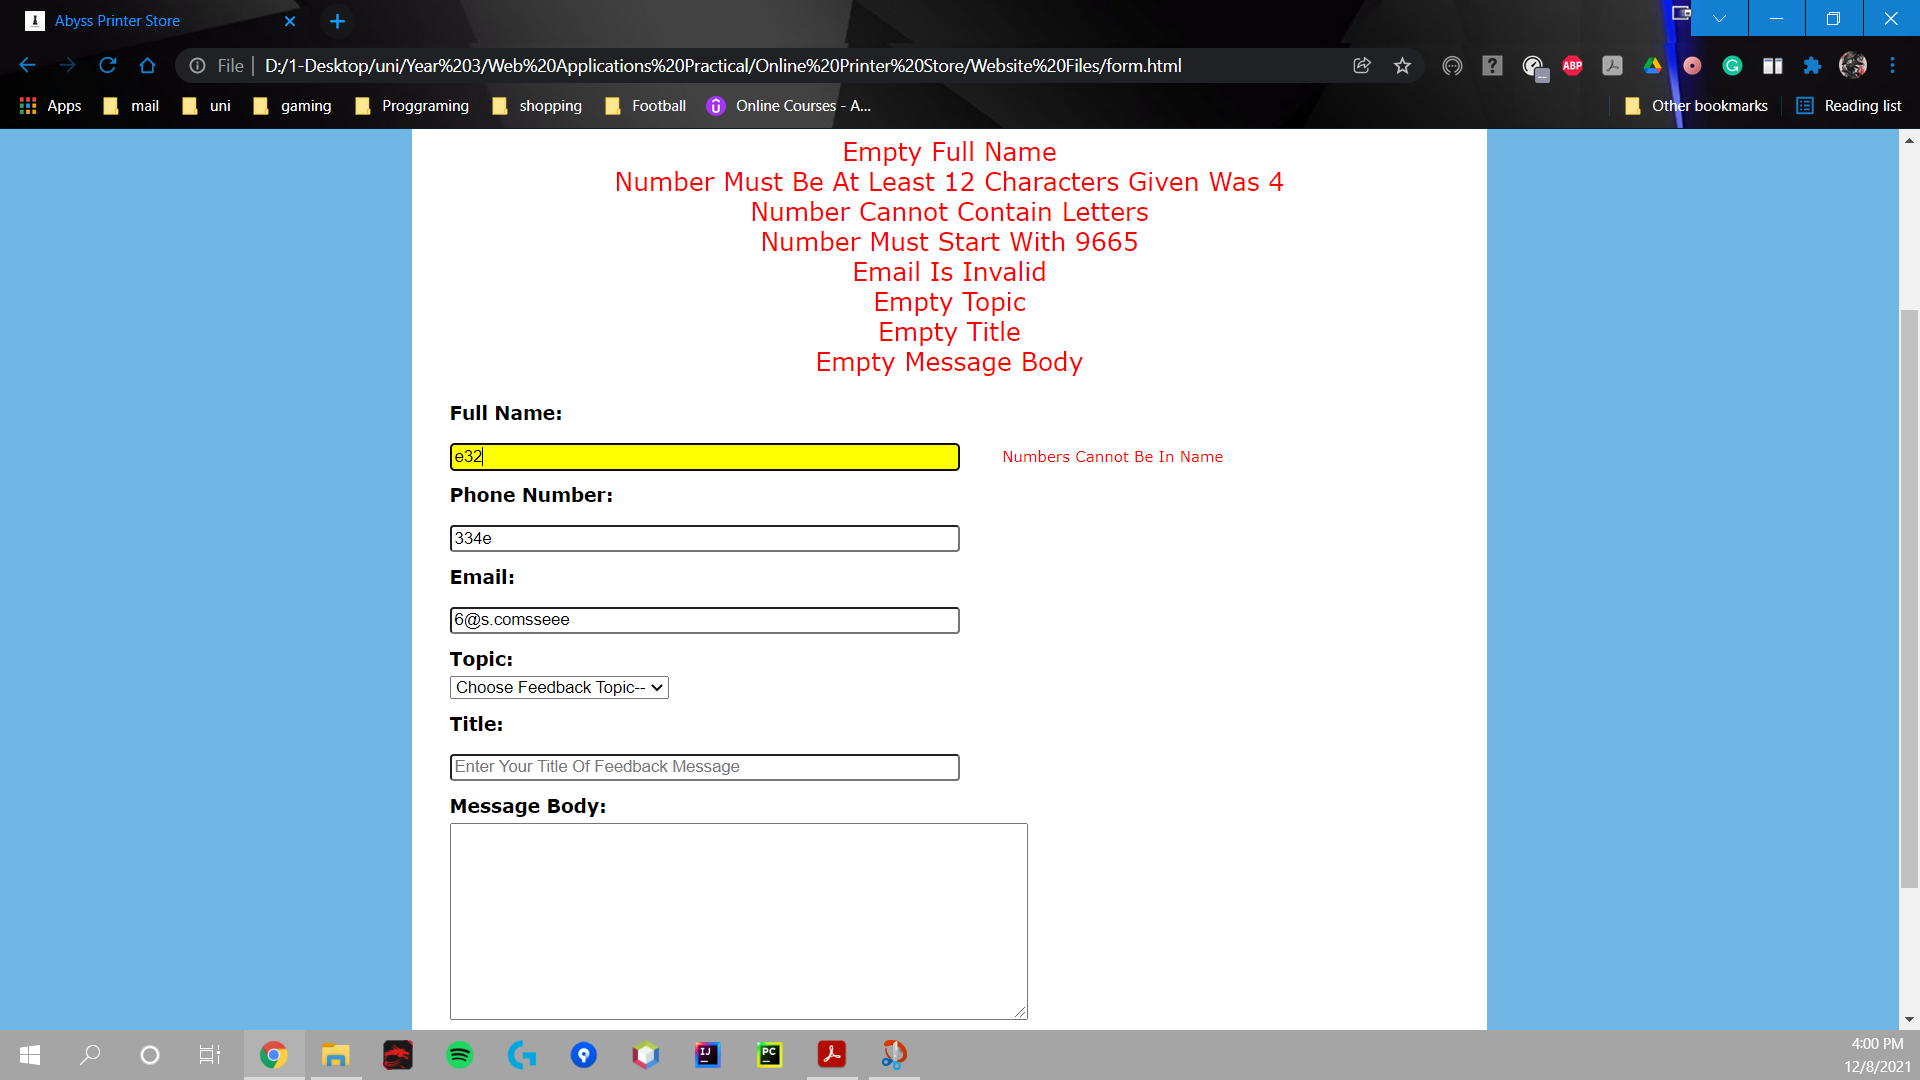 Abyss Printer Store
File | D:/1-Desktop/uni/Year%203/Web%20Applications%20Practical/Online%20Printer%20Store/Website%20Files/form.html
ABP
Apps mail uni gaming Proggraming shopping Football Online Courses - A... Other bookmarks Reading list
Empty Full Name
Number Must Be At Least 12 Characters Given Was 4
Number Cannot Contain Letters
Number Must Start With 9665
Email Is Invalid
Empty Topic
Empty Title
Empty Message Body
Full Name:
e32 Numbers Cannot Be In Name
Phone Number:
334e
Email:
6@s.comsseee
Topic:
Choose Feedback Topic--
Title:
Enter Your Title Of Feedback Message
Message Body:
IJ PC
4:00 PM
12/8/2021